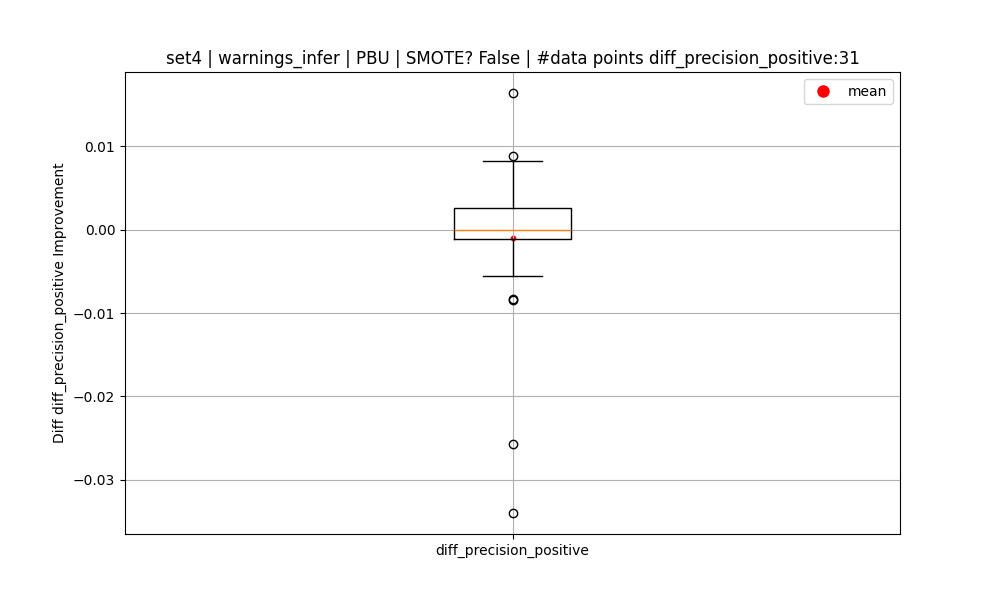 set4 | warnings_infer | PBU | SMOTE? False | #data points diff_precision_positive:31
mean
0.01
0.00
−0.01
−0.02
−0.03
Diff diff_precision_positive Improvement
diff_precision_positive